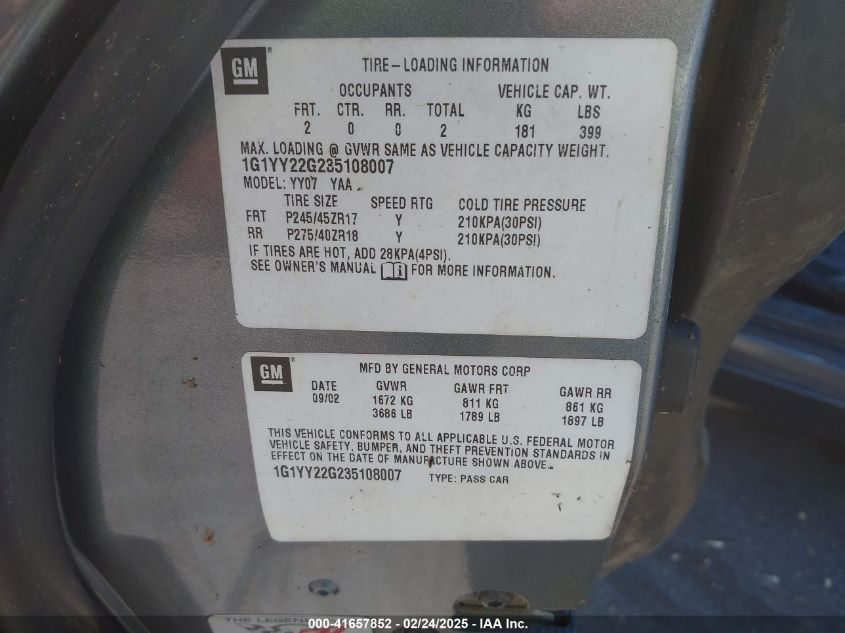 GM
TIRE-LOADING INFORMATION
OCCUPANTS VEHICLE CAP. WT.
FRT. CTR. RR. TOTAL KG LBS
2 0 0 2 181 399
MAX. LOADING @ GVWR SAME AS VEHICLE CAPACITY WEIGHT.
1G1YY22G235108007
MODEL: YY07 YAA
TIRE SIZE SPEED RTG COLD TIRE PRESSURE
FRT P245/45ZR17 Y 210KPA(30PSI)
RR P275/40ZR18 Y 210KPA(30PSI)
IF TIRES ARE HOT, ADD 28KPA(4PSI).
SEE OWNER'S MANUAL FOR MORE INFORMATION.
GM
MFD BY GENERAL MOTORS CORP
DATE GVWR GAWR FRT GAWR RR
09/02 1672 KG 811 KG 861 KG
3686 LB 1789 LB 1897 LB
THIS VEHICLE CONFORMS TO ALL APPLICABLE U.S. FEDERAL MOTOR
VEHICLE SAFETY, BUMPER, AND THEFT PREVENTION STANDARDS IN
EFFECT ON THE DATE OF MANUFACTURE SHOWN ABOVE.
1G1YY22G235108007 TYPE: PASS CAR
THE LEGEN
000-41657852 - 02/24/2025 - IAA Inc.